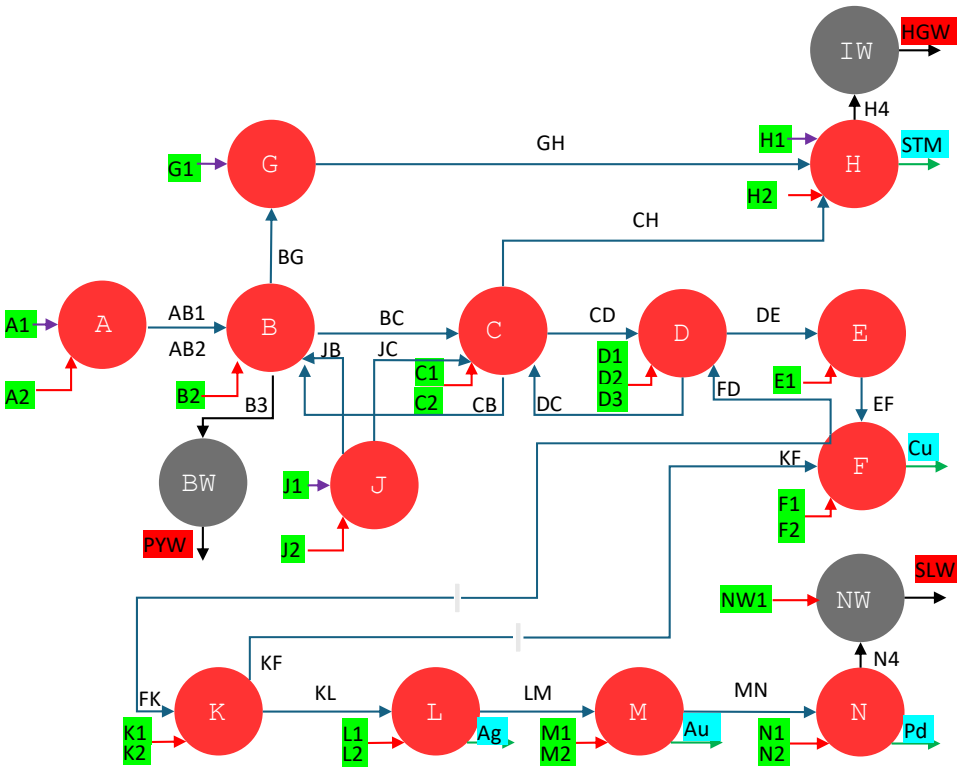 IW
HGW
H4
GH
H1
STM
G1
G
H
H2
CH
BG
AB1
A1
A
B
BC
C
CD
D
DE
E
AB2
JB
JC
D1
C1
D2
E1
A2
B2
C2
D3
B3
CB
DC
FD
EF
Cu
KF
F
BW
J1
J
F1
F2
PYW
J2
SLW
NW1
NW
N4
KF
FK
K
KL
L
LM
M
MN
N
K1
K2
L1
L2
Ag
M1
M2
Au
N1
N2
Pd